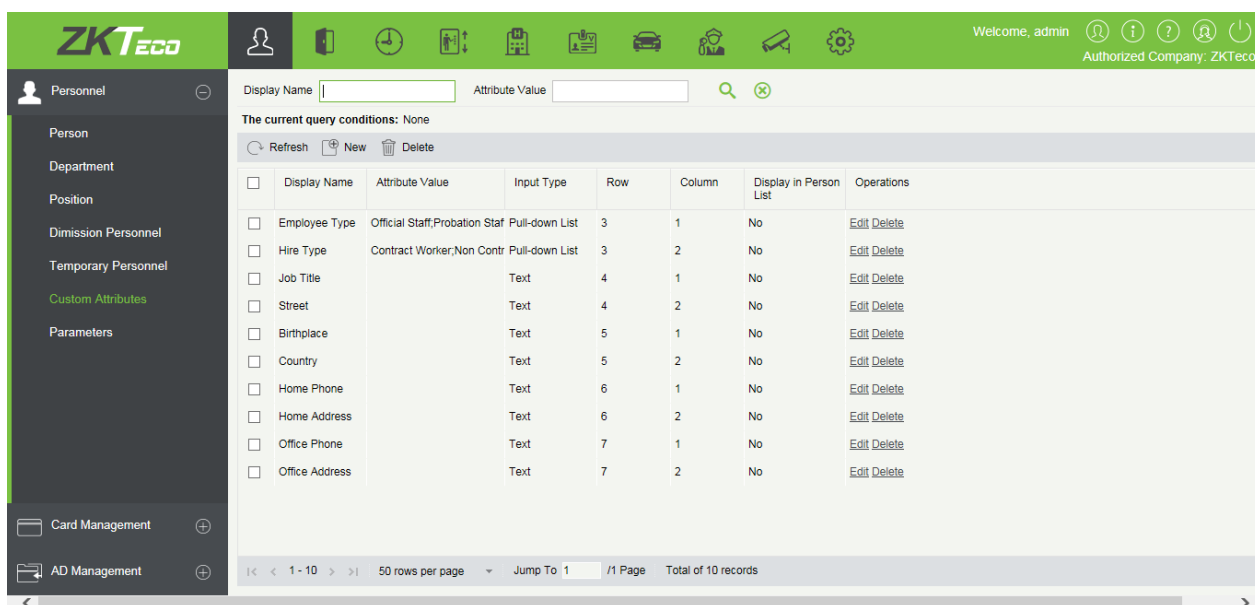 ZKTeco
Welcome, admin
Authorized Company: ZKTeco
Personnel
Person
Department
Position
Dimission Personnel
Temporary Personnel
Custom Attributes
Parameters
Card Management
AD Management
Display Name Attribute Value
The current query conditions: None
Refresh New Delete
Display Name Attribute Value Input Type Row Column Display in Person List Operations
Employee Type Official Staff;Probation Staf Pull-down List 3 1 No Edit Delete
Hire Type Contract Worker;Non Contr Pull-down List 3 2 No Edit Delete
Job Title Text 4 1 No Edit Delete
Street Text 4 2 No Edit Delete
Birthplace Text 5 1 No Edit Delete
Country Text 5 2 No Edit Delete
Home Phone Text 6 1 No Edit Delete
Home Address Text 6 2 No Edit Delete
Office Phone Text 7 1 No Edit Delete
Office Address Text 7 2 No Edit Delete
|< < 1 - 10 > >| 50 rows per page Jump To 1 /1 Page Total of 10 records